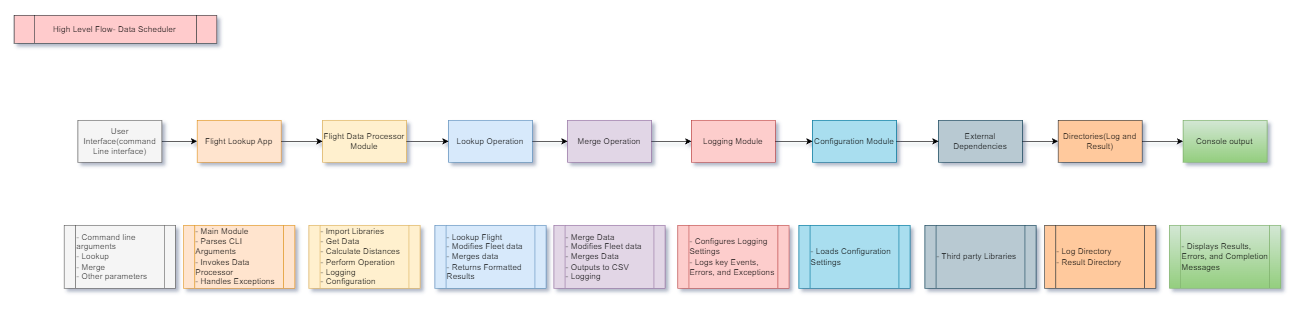 High Level Flow- Data Scheduler
User
Interface(command
Line interface)
Flight Lookup App
Flight Data Processor
Module
Lookup Operation
Merge Operation
Logging Module
Configuration Module
External
Dependencies
Directories(Log and
Result)
Console output
- Command line
arguments
- Lookup
- Merge
- Other parameters
- Main Module
- Parses CLI
Arguments
- Invokes Data
Processor
- Handles Exceptions
- Import Libraries
- Get Data
- Calculate Distances
- Perform Operation
- Logging
- Configuration
- Lookup Flight
- Modifies Fleet data
- Merges data
- Returns Formatted
Results
- Merge Data
- Modifies Fleet data
- Merges Data
- Outputs to CSV
- Logging
- Configures Logging
Settings
- Logs key Events,
Errors, and Exceptions
- Loads Configuration
Settings
- Third party Libraries
- Log Directory
- Result Directory
- Displays Results,
Errors, and Completion
Messages